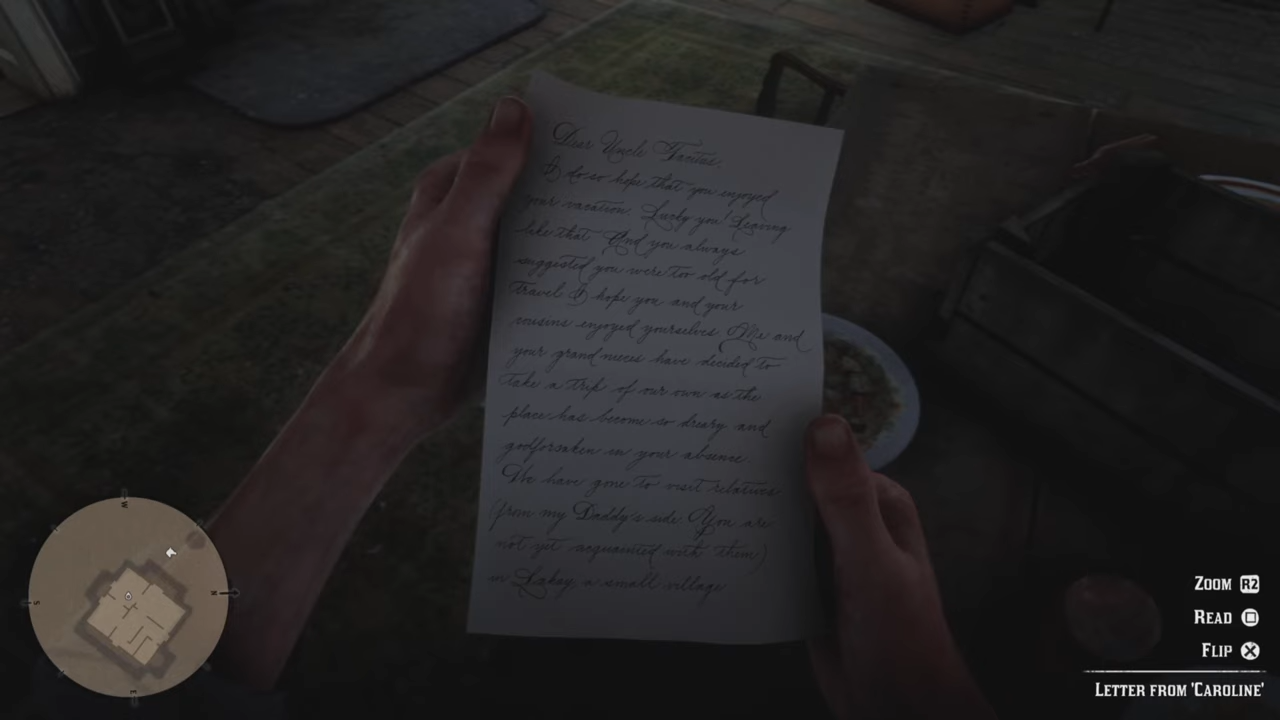 Dear Uncle Tacitus,
I do so hope that you enjoyed
your vacation. Lucky you! Leaving
like that. And you always
suggested you were too old for
travel. I hope you and your
cousins enjoyed yourselves. Me and
your grand nieces have decided to
take a trip of our own as the
place has become so dreary and
godforsaken in your absence.
We have gone to visit relatives
(from my Daddy's side. You are
not yet acquainted with them)
in Lakay, a small village
W
N
S
E
ZOOM R2
READ
FLIP
LETTER FROM 'CAROLINE'